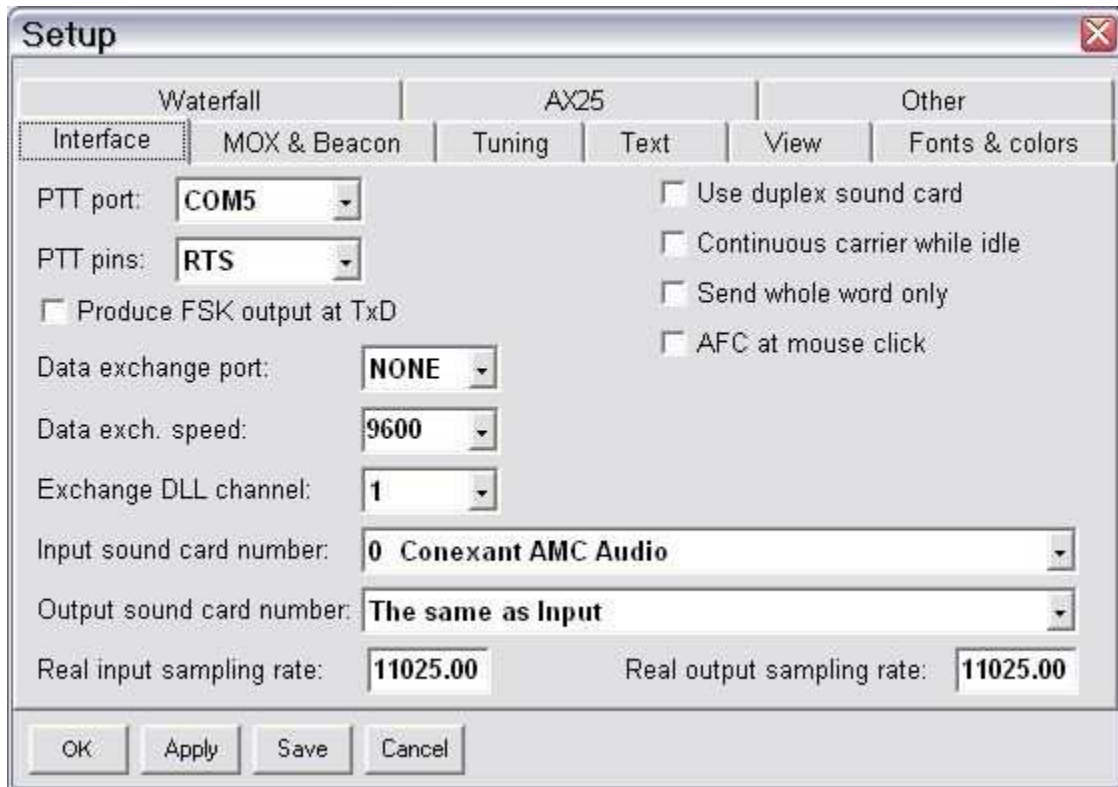 Setup
Waterfall AX25 Other
Interface MOX & Beacon Tuning Text View Fonts & colors
PTT port: COM5 Use duplex sound card
Continuous carrier while idle
PTT pins: RTS
Send whole word only
Produce FSK output at TxD
AFC at mouse click
Data exchange port: NONE
Data exch. speed: 9600
Exchange DLL channel: 1
Input sound card number: 0 Conexant AMC Audio
Output sound card number: The same as Input
Real input sampling rate: 11025.00 Real output sampling rate: 11025.00
OK Apply Save Cancel